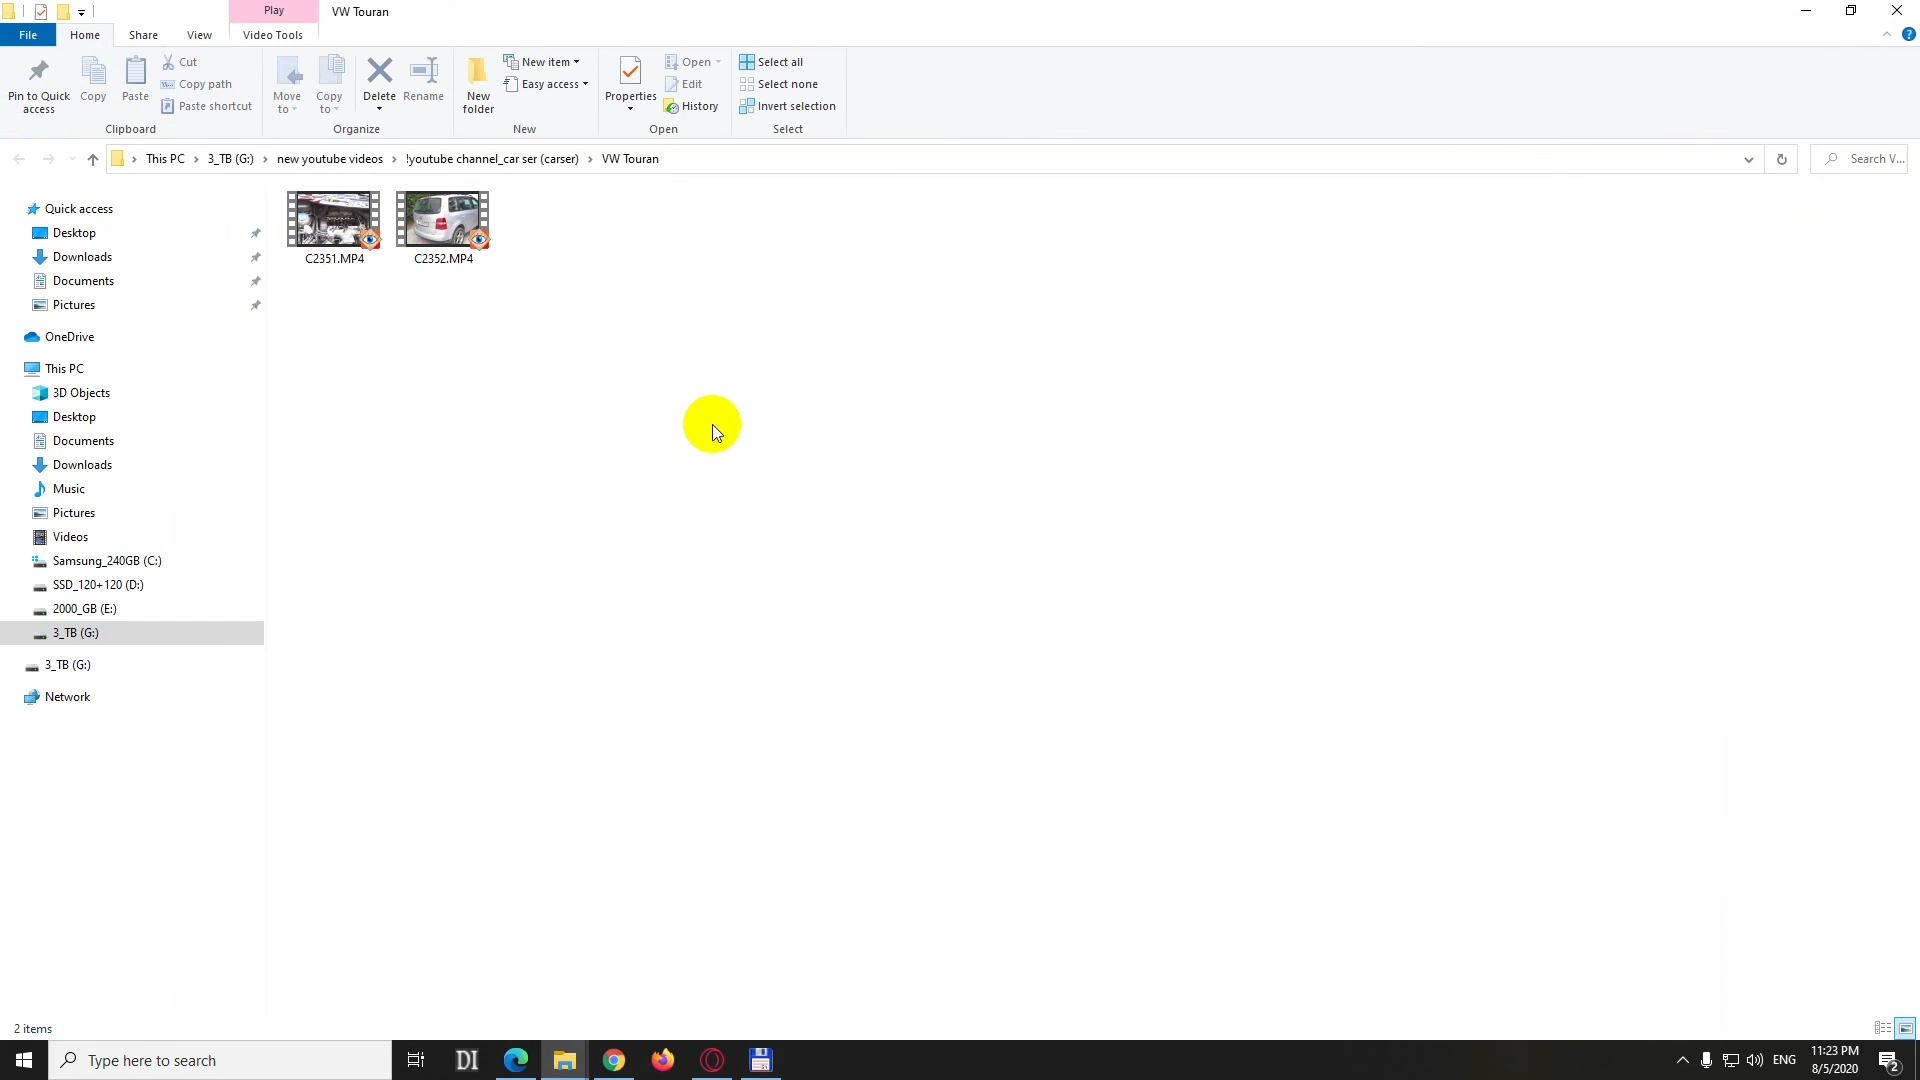 Play
VW Touran
File
Home
Share
View
Video Tools
Pin to Quick access
Copy
Paste
Cut
Copy path
Paste shortcut
Clipboard
Move to
Copy to
Delete
Rename
Organize
New folder
New item
Easy access
New
Properties
Open
Edit
History
Open
Select all
Select none
Invert selection
Select
This PC
3_TB (G:)
new youtube videos
!youtube channel_car ser (carser)
VW Touran
Search V...
Quick access
Desktop
Downloads
Documents
Pictures
OneDrive
This PC
3D Objects
Desktop
Documents
Downloads
Music
Pictures
Videos
Samsung_240GB (C:)
SSD_120+120 (D:)
2000_GB (E:)
3_TB (G:)
3_TB (G:)
Network
C2351.MP4
C2352.MP4
2 items
Type here to search
DI
ENG
11:23 PM
8/5/2020
2